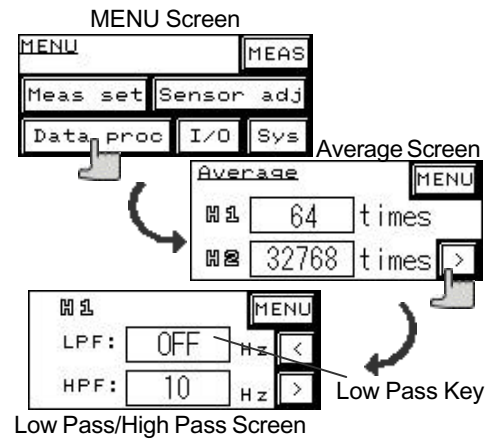 MENU Screen
MENU
MEAS
Meas set
Sensor adj
Data proc
I/O
Sys
Average Screen
Average
MENU
H1
64
times
H2
32768
times
>
H1
MENU
LPF:
OFF
Hz
<
HPF:
10
Hz
>
Low Pass Key
Low Pass/High Pass Screen